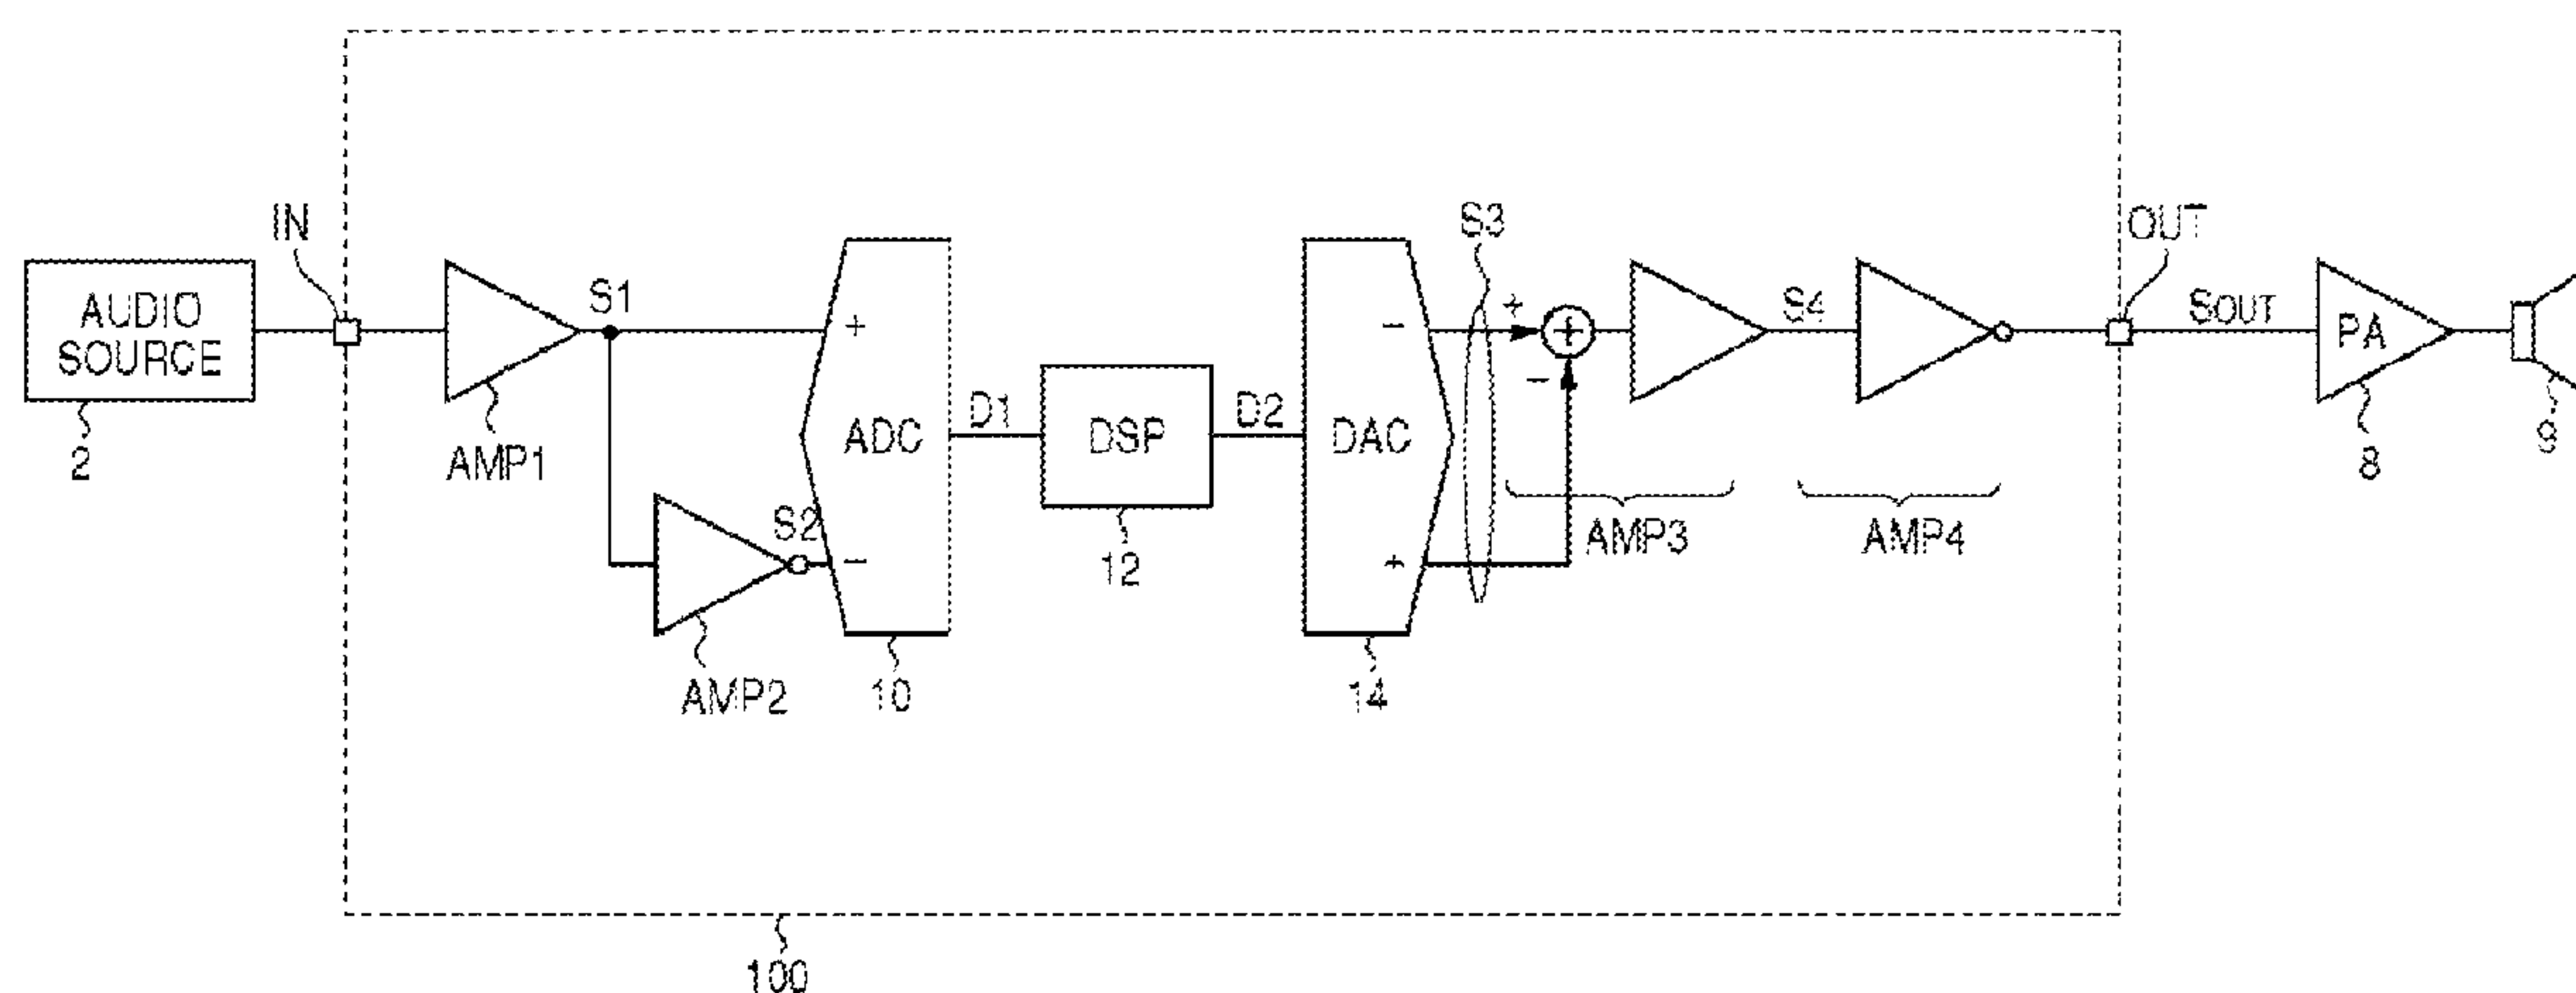 AUDIO
SOURCE
2
IN
AMP1
S1
AMP2
S2
+
−
ADC
10
D1
DSP
12
D2
DAC
−
+
14
S3
+
−
+
AMP3
S4
AMP4
OUT
SOUT
PA
8
9
100